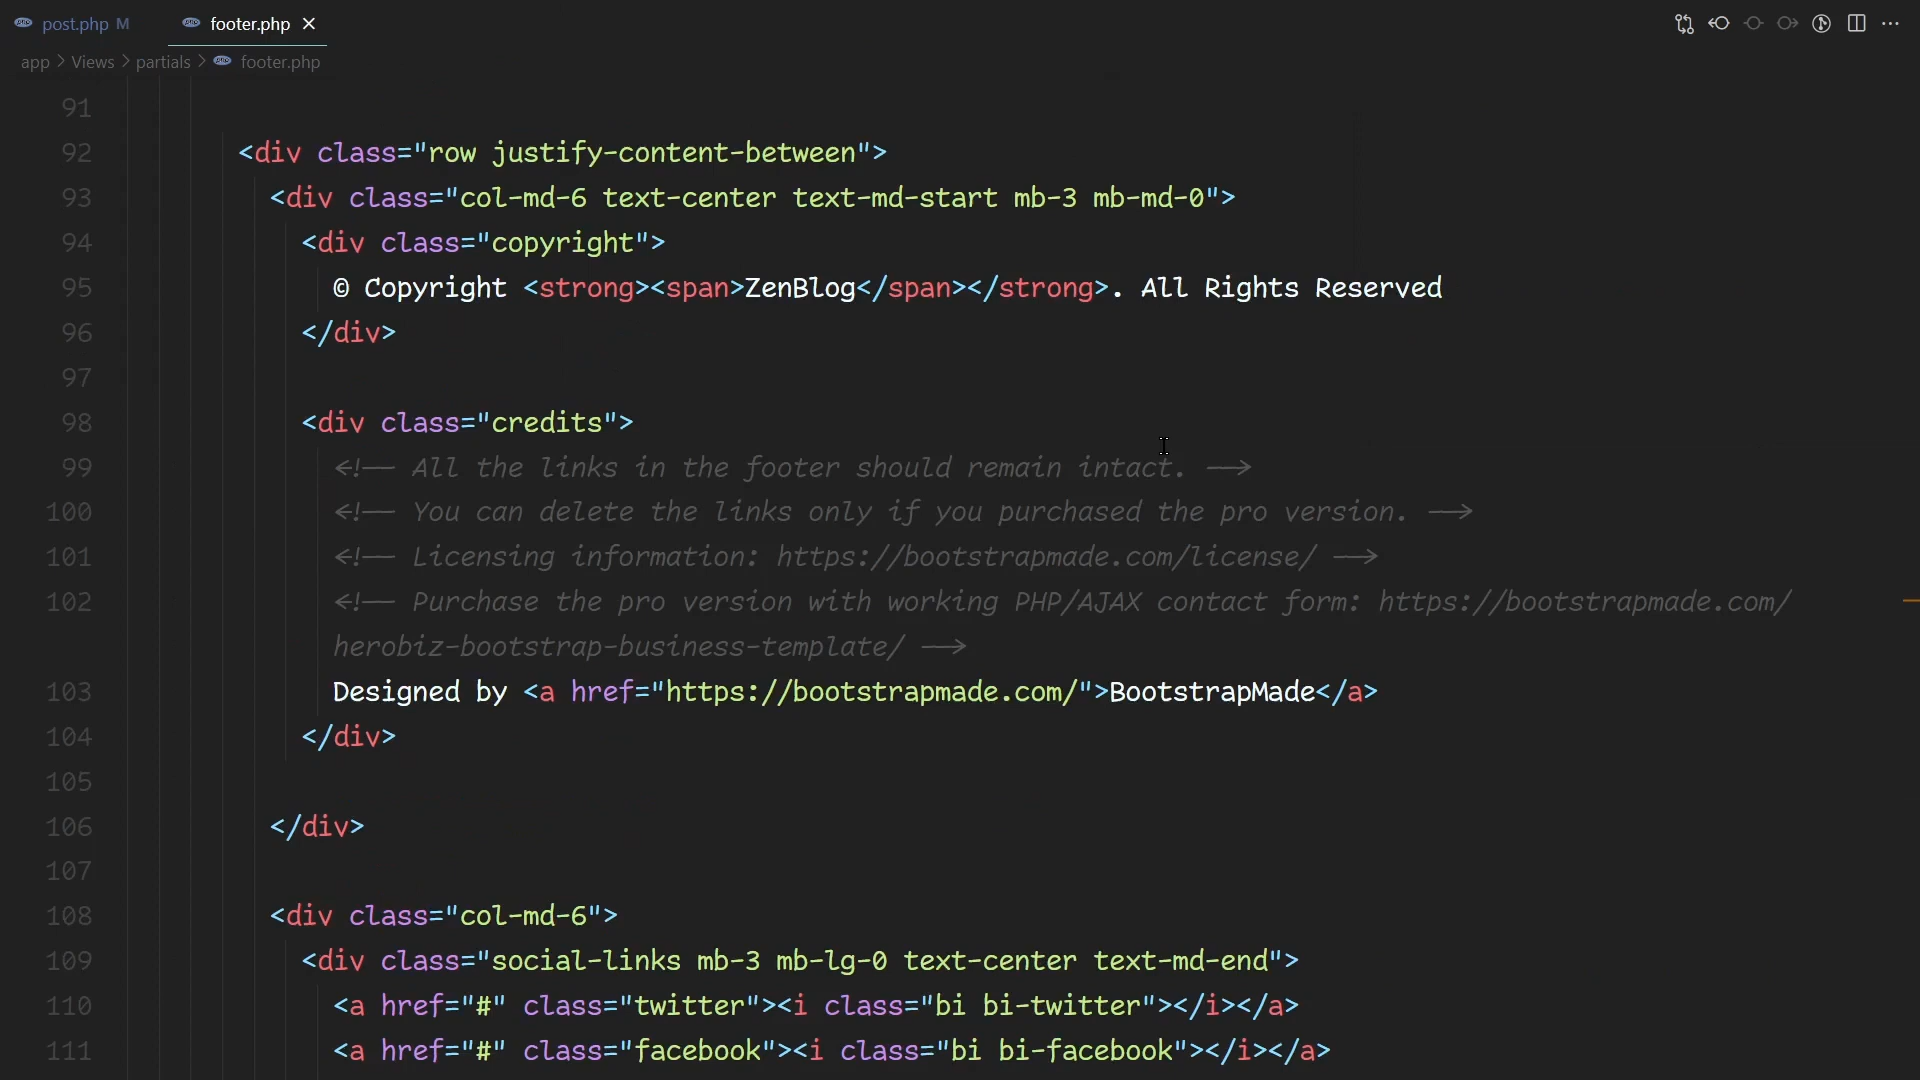 post.php M
footer.php
app > Views > partials > footer.php
91
92 <div class="row justify-content-between">
93 <div class="col-md-6 text-center text-md-start mb-3 mb-md-0">
94 <div class="copyright">
95 © Copyright <strong><span>ZenBlog</span></strong>. All Rights Reserved
96 </div>
97
98 <div class="credits">
99 <!-- All the links in the footer should remain intact. -->
100 <!-- You can delete the links only if you purchased the pro version. -->
101 <!-- Licensing information: https://bootstrapmade.com/license/ -->
102 <!-- Purchase the pro version with working PHP/AJAX contact form: https://bootstrapmade.com/
herobiz-bootstrap-business-template/ -->
103 Designed by <a href="https://bootstrapmade.com/">BootstrapMade</a>
104 </div>
105
106 </div>
107
108 <div class="col-md-6">
109 <div class="social-links mb-3 mb-lg-0 text-center text-md-end">
110 <a href="#" class="twitter"><i class="bi bi-twitter"></i></a>
111 <a href="#" class="facebook"><i class="bi bi-facebook"></i></a>